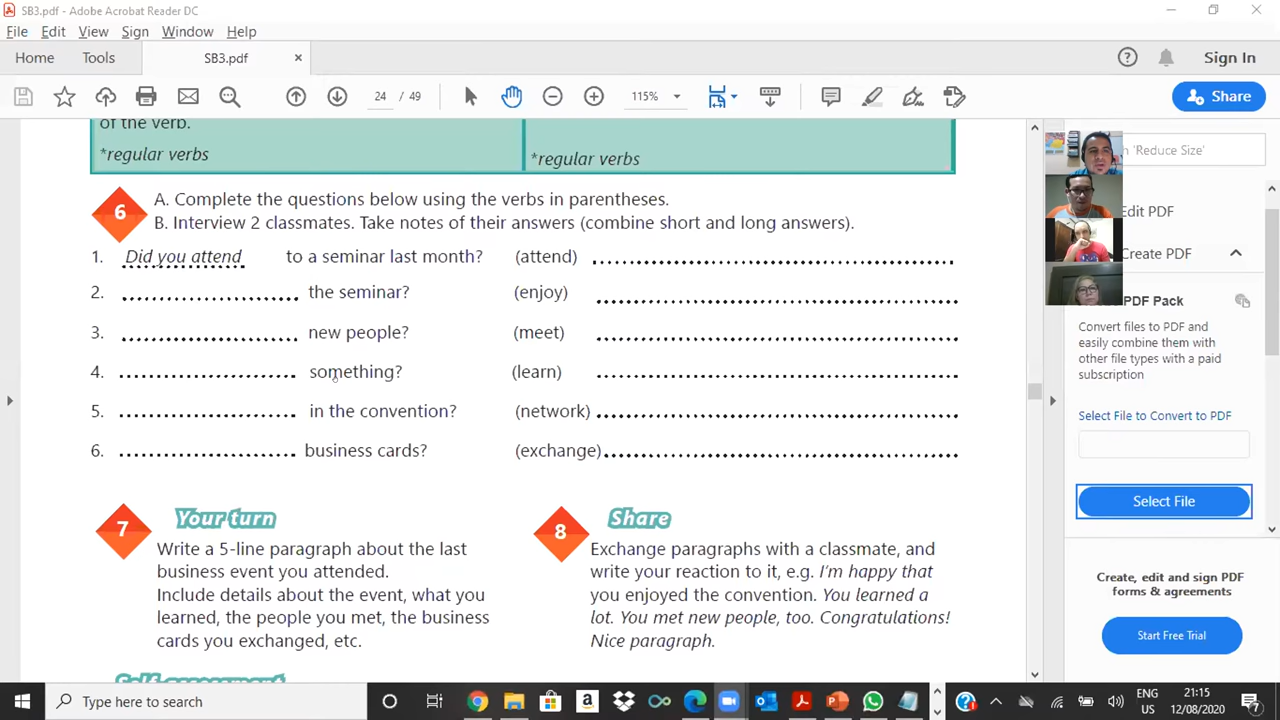 SB3.pdf - Adobe Acrobat Reader DC
File Edit View Sign Window Help
Home Tools SB3.pdf × Sign In
24 / 49 115% Share
of the verb.
*regular verbs *regular verbs
6 A. Complete the questions below using the verbs in parentheses.
B. Interview 2 classmates. Take notes of their answers (combine short and long answers).
1. Did you attend to a seminar last month? (attend)
2. the seminar? (enjoy)
3. new people? (meet)
4. something? (learn)
5. in the convention? (network)
6. business cards? (exchange)
7 Your turn
Write a 5-line paragraph about the last
business event you attended.
Include details about the event, what you
learned, the people you met, the business
cards you exchanged, etc.
8 Share
Exchange paragraphs with a classmate, and
write your reaction to it, e.g. I'm happy that
you enjoyed the convention. You learned a
lot. You met new people, too. Congratulations!
Nice paragraph.
'Reduce Size'
Edit PDF
Create PDF
PDF Pack
Convert files to PDF and
easily combine them with
other file types with a paid
subscription
Select File to Convert to PDF
Select File
Create, edit and sign PDF
forms & agreements
Start Free Trial
Type here to search
ENG
US
21:15
12/08/2020
7